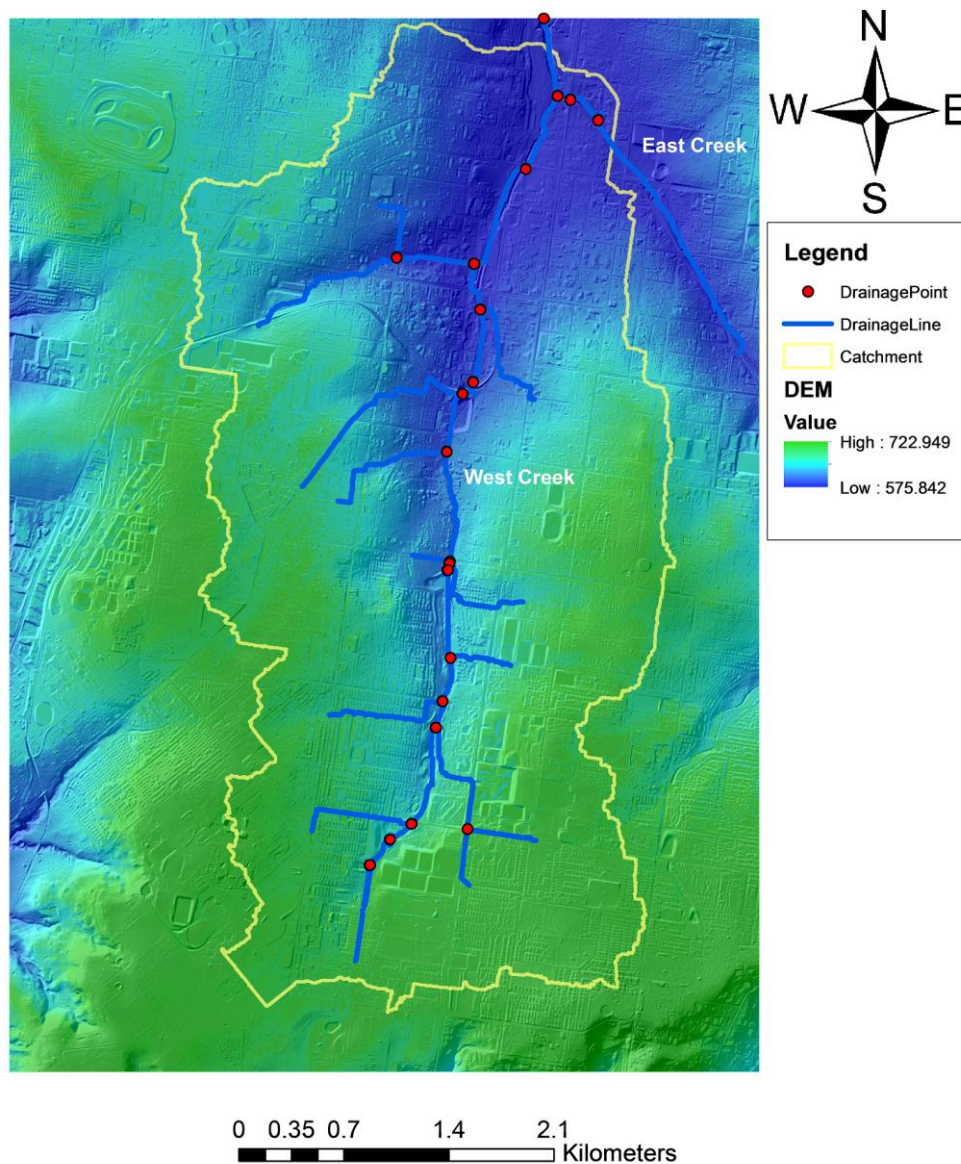 N
W E
S
East Creek
Legend
DrainagePoint
DrainageLine
Catchment
DEM
Value
High : 722.949
Low : 575.842
West Creek
0 0.35 0.7 1.4 2.1
Kilometers